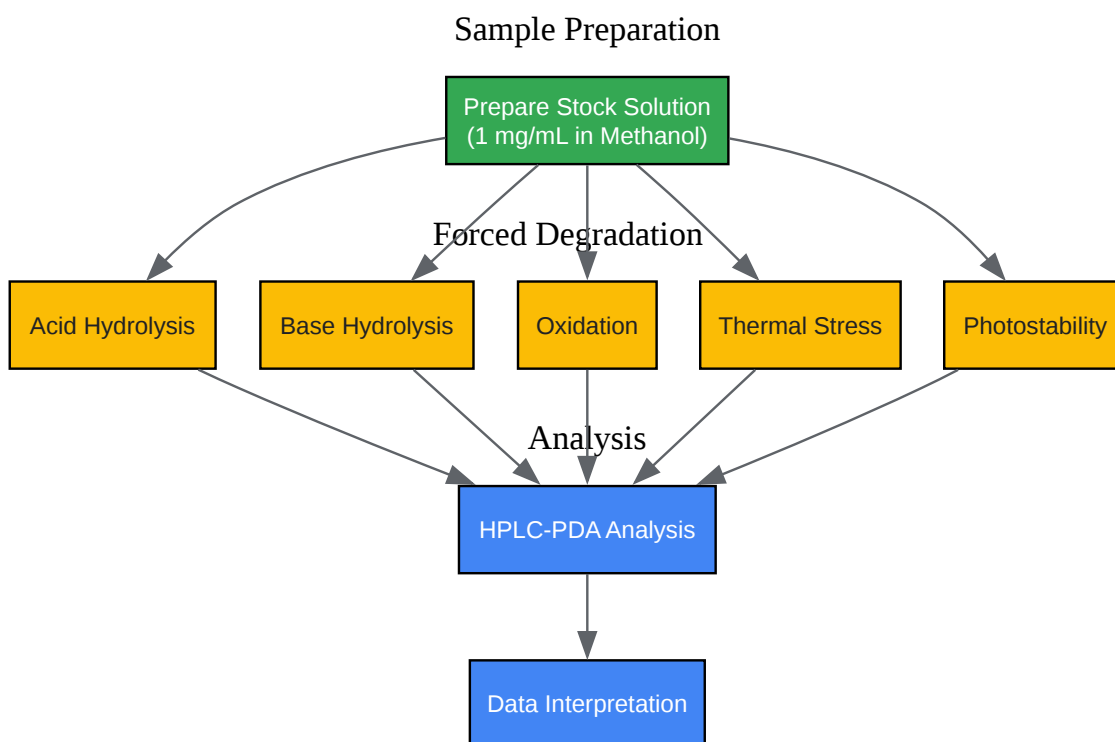 Sample Preparation
Prepare Stock Solution
(1 mg/mL in Methanol)
Forced Degradation
Acid Hydrolysis
Base Hydrolysis
Oxidation
Thermal Stress
Photostability
Analysis
HPLC-PDA Analysis
Data Interpretation